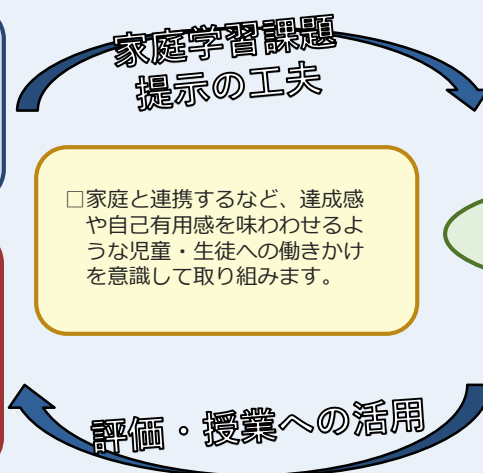 家庭学習課題
提示の工夫
□家庭と連携するなど、達成感
や自己有用感を味わわせるよ
うな児童・生徒への働きかけ
を意識して取り組みます。
評価・授業への活用